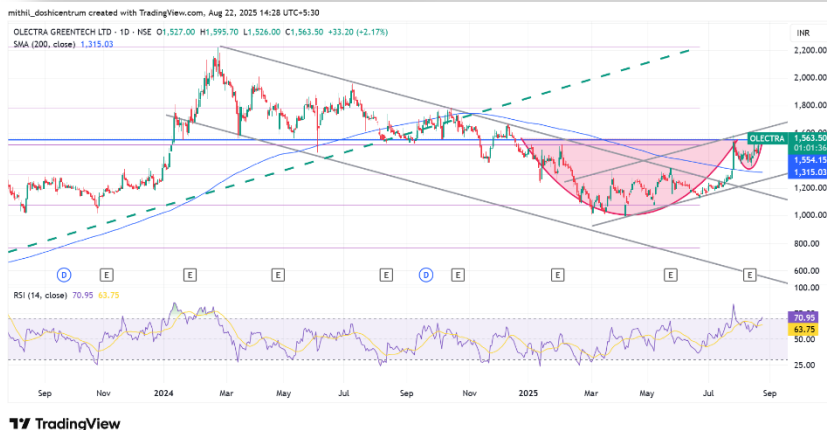 mithil_doshicentrum created with TradingView.com, Aug 22, 2025 14:28 UTC+5:30
OLECTRA GREENTECH LTD · 1D · NSE O1,527.00 H1,595.70 L1,526.00 C1,563.50 +33.20 (+2.17%)
SMA (200, close) 1,315.03
INR
2,200.00
2,000.00
1,800.00
1,600.00
OLECTRA 1,563.50
01:01:36
1,554.15
1,315.03
1,200.00
1,000.00
800.00
600.00
D E E E E D E E E E
100.00
RSI (14, close) 70.95 63.75
70.95
63.75
50.00
25.00
Sep Nov 2024 Mar May Jul Sep Nov 2025 Mar May Jul Sep
TradingView